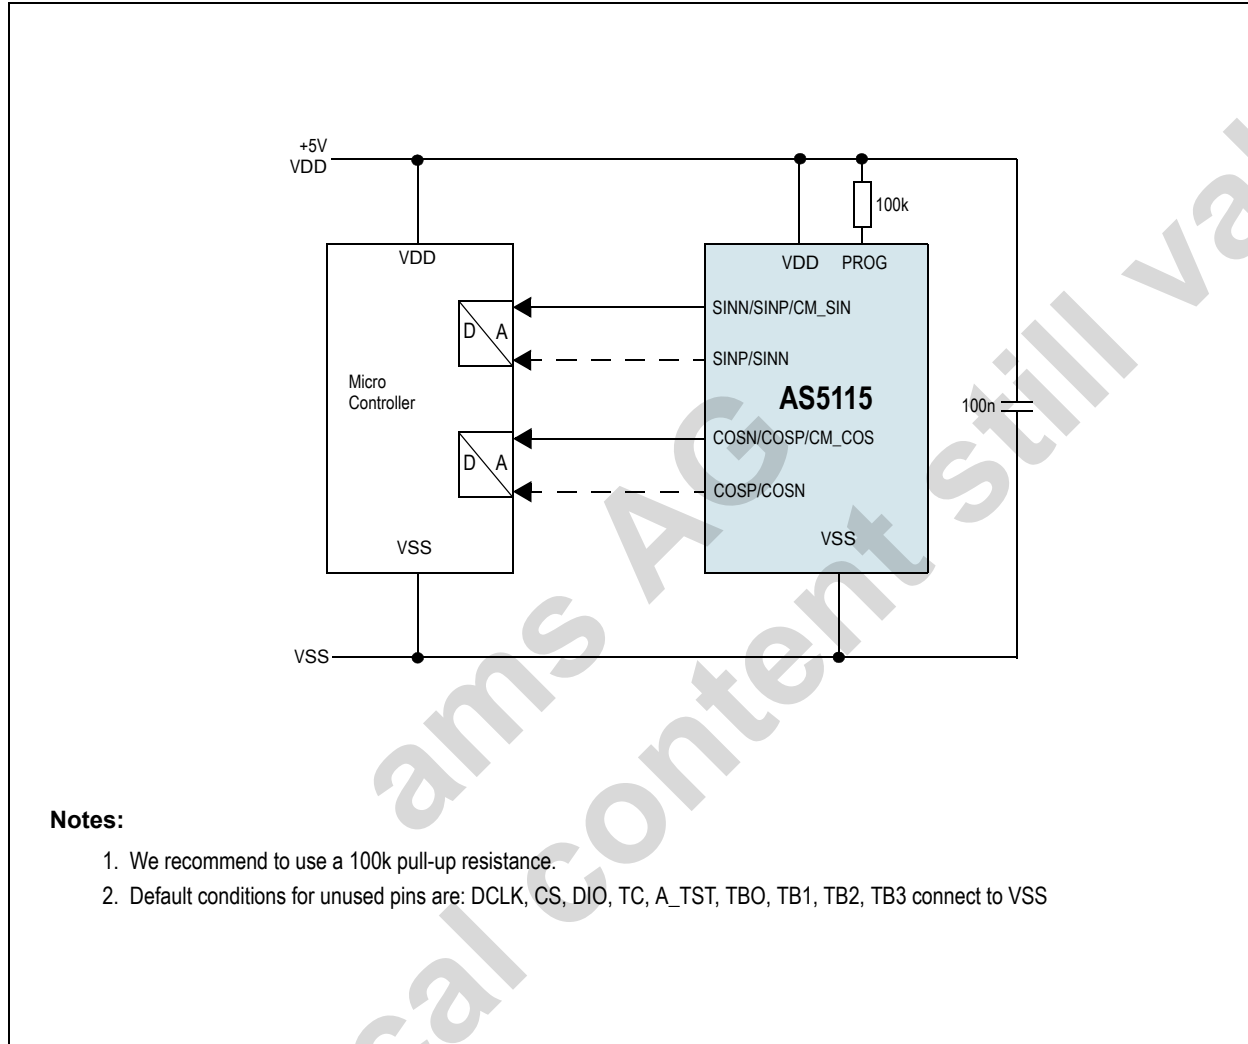 +5V
VDD
100k
VDD
VDD PROG
SINN/SINP/CM_SIN
D A
SINP/SINN
Micro
Controller
AS5115
100n
COSN/COSP/CM_COS
D A
COSP/COSN
VSS
VSS
VSS
Notes:
1. We recommend to use a 100k pull-up resistance.
2. Default conditions for unused pins are: DCLK, CS, DIO, TC, A_TST, TBO, TB1, TB2, TB3 connect to VSS
ams AG
cal content still val